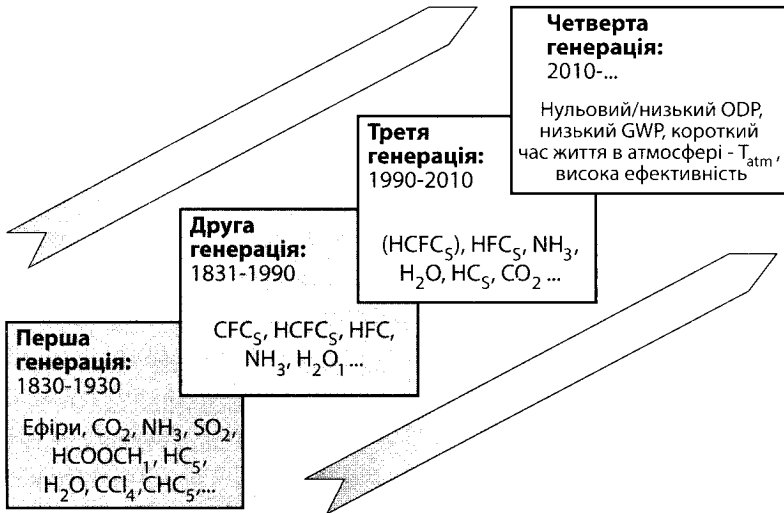 Четверта
генерація:
2010-...
Нульовий/низький ODP,
низький GWP, короткий
час життя в атмосфері - Tatm,
висока ефективність
Третя
генерація:
1990-2010
(HCFCS), HFCS, NH3,
H2O, HCS, CO2 ...
Друга
генерація:
1831-1990
CFCS, HCFCS, HFC,
NH3, H2O1...
Перша
генерація:
1830-1930
Ефіри, CO2, NH3, SO2,
HCOOCH1, HC5,
H2O, CCl4,CHC5,...